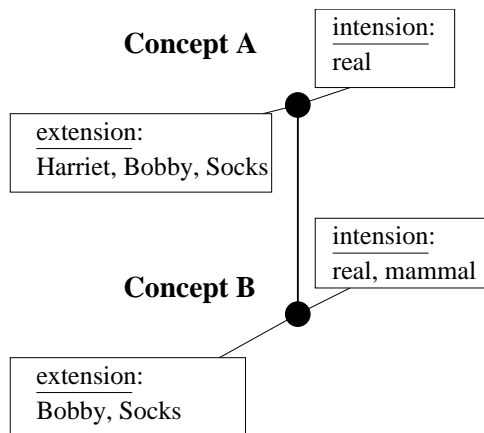 Concept A
intension:
real
extension:
Harriet, Bobby, Socks
intension:
real, mammal
Concept B
extension:
Bobby, Socks